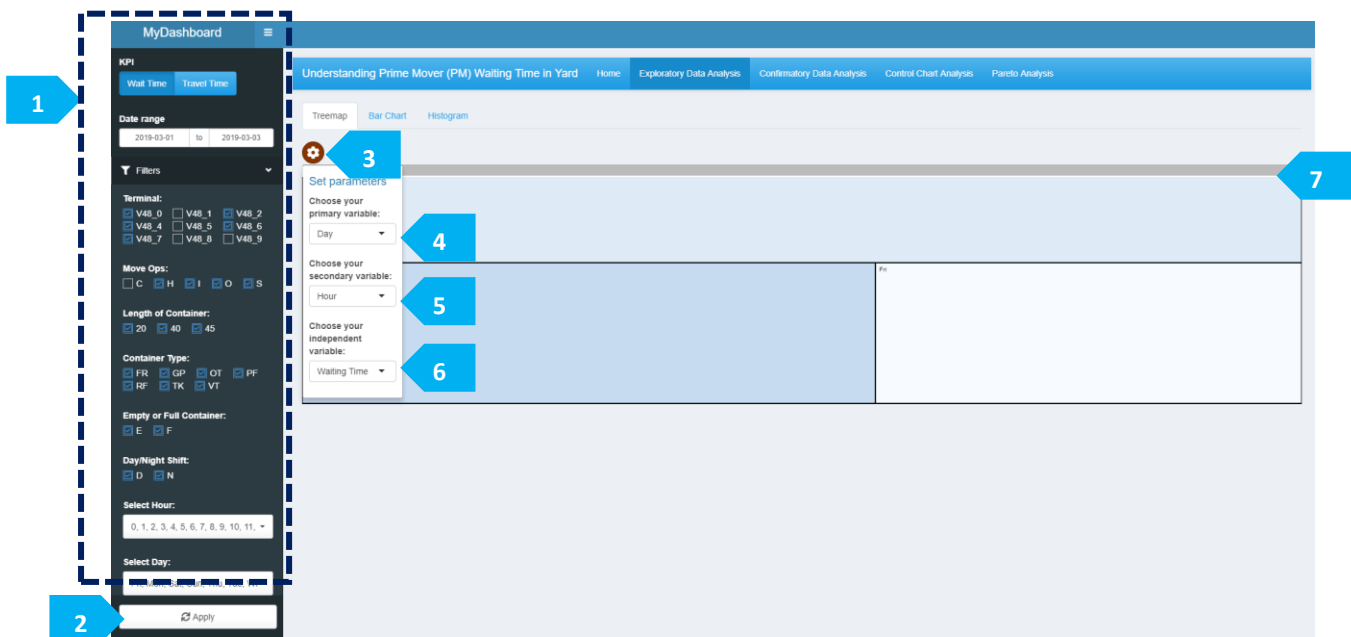 MyDashboard
KPI
Wait Time Travel Time
Date range
2019-03-01 to 2019-03-03
Filters
Terminal:
V48_0 V48_1 V48_2
V48_4 V48_5 V48_6
V48_7 V48_8 V48_9
Move Ops:
C H I O S
Length of Container:
20 40 45
Container Type:
FR GP OT PF
RF TK VT
Empty or Full Container:
E F
Day/Night Shift:
D N
Select Hour:
0, 1, 2, 3, 4, 5, 6, 7, 8, 9, 10, 11,
Select Day:
Apply
1
2
Understanding Prime Mover (PM) Waiting Time in Yard Home Exploratory Data Analysis Confirmatory Data Analysis Control Chart Analysis Pareto Analysis
Treemap Bar Chart Histogram
3
7
Set parameters
Choose your
primary variable:
Day
4
Choose your
secondary variable:
Hour
5
Choose your
independent
variable:
Waiting Time
6
Fri